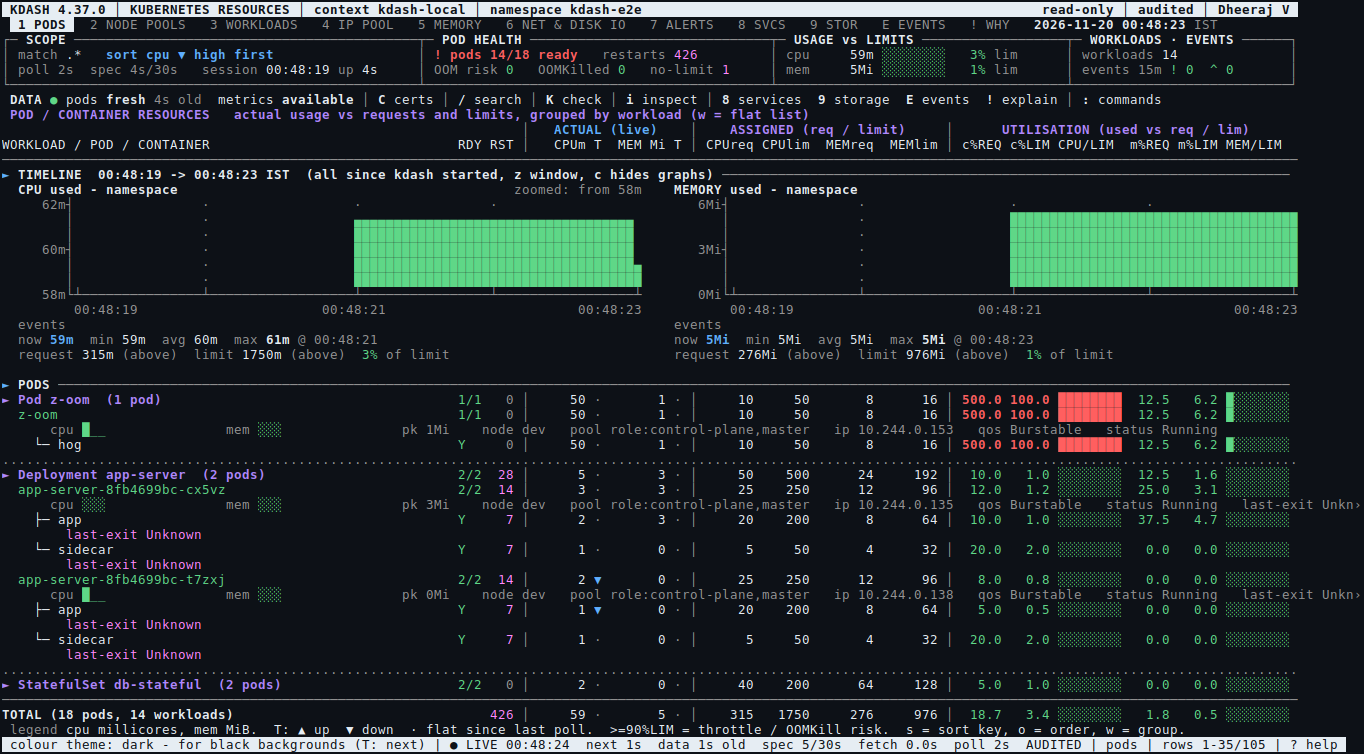 KDASH 4.37.0 │ KUBERNETES RESOURCES │ context kdash-local │ namespace kdash-e2e read-only │ audited │ Dheeraj V
1 PODS 2 NODE POOLS 3 WORKLOADS 4 IP POOL 5 MEMORY 6 NET & DISK IO 7 ALERTS 8 SVCS 9 STOR E EVENTS ! WHY 2026-11-20 00:48:23 IST
SCOPE POD HEALTH USAGE vs LIMITS WORKLOADS · EVENTS
match .* sort cpu ▼ high first │ ! pods 14/18 ready restarts 426 │ cpu 59m 3% lim │ workloads 14
poll 2s spec 4s/30s session 00:48:19 up 4s │ OOM risk 0 OOMKilled 0 no-limit 1 │ mem 5Mi 1% lim │ events 15m ! 0 ^ 0
DATA ● pods fresh 4s old metrics available │ C certs │ / search │ K check │ i inspect │ 8 services 9 storage E events ! explain │ : commands
POD / CONTAINER RESOURCES actual usage vs requests and limits, grouped by workload (w = flat list)
│ ACTUAL (live) │ ASSIGNED (req / limit) │ UTILISATION (used vs req / lim)
WORKLOAD / POD / CONTAINER RDY RST │ CPUm T MEM Mi T │ CPUreq CPUlim MEMreq MEMlim │ c%REQ c%LIM CPU/LIM m%REQ m%LIM MEM/LIM
► TIMELINE 00:48:19 -> 00:48:23 IST (all since kdash started, z window, c hides graphs)
CPU used - namespace zoomed: from 58m MEMORY used - namespace
62m 6Mi
60m 3Mi
58m 0Mi
00:48:19 00:48:21 00:48:23 00:48:19 00:48:21 00:48:23
events events
now 59m min 59m avg 60m max 61m @ 00:48:21 now 5Mi min 5Mi avg 5Mi max 5Mi @ 00:48:23
request 315m (above) limit 1750m (above) 3% of limit request 276Mi (above) limit 976Mi (above) 1% of limit
► PODS
► Pod z-oom (1 pod) 1/1 0 │ 50 · 1 · │ 10 50 8 16 │ 500.0 100.0 12.5 6.2
z-oom 1/1 0 │ 50 · 1 · │ 10 50 8 16 │ 500.0 100.0 12.5 6.2
cpu mem pk 1Mi node dev pool role:control-plane,master ip 10.244.0.153 qos Burstable status Running
└─ hog Y 0 │ 50 · 1 · │ 10 50 8 16 │ 500.0 100.0 12.5 6.2
► Deployment app-server (2 pods) 2/2 28 │ 5 · 3 · │ 50 500 24 192 │ 10.0 1.0 12.5 1.6
app-server-8fb4699bc-cx5vz 2/2 14 │ 3 · 3 · │ 25 250 12 96 │ 12.0 1.2 25.0 3.1
cpu mem pk 3Mi node dev pool role:control-plane,master ip 10.244.0.135 qos Burstable status Running last-exit Unkn›
├─ app Y 7 │ 2 · 3 · │ 20 200 8 64 │ 10.0 1.0 37.5 4.7
last-exit Unknown
└─ sidecar Y 7 │ 1 · 0 · │ 5 50 4 32 │ 20.0 2.0 0.0 0.0
last-exit Unknown
app-server-8fb4699bc-t7zxj 2/2 14 │ 2 ▼ 0 · │ 25 250 12 96 │ 8.0 0.8 0.0 0.0
cpu mem pk 0Mi node dev pool role:control-plane,master ip 10.244.0.138 qos Burstable status Running last-exit Unkn›
├─ app Y 7 │ 1 ▼ 0 · │ 20 200 8 64 │ 5.0 0.5 0.0 0.0
last-exit Unknown
└─ sidecar Y 7 │ 1 · 0 · │ 5 50 4 32 │ 20.0 2.0 0.0 0.0
last-exit Unknown
► StatefulSet db-stateful (2 pods) 2/2 0 │ 2 · 0 · │ 40 200 64 128 │ 5.0 1.0 0.0 0.0
TOTAL (18 pods, 14 workloads) 426 │ 59 · 5 · │ 315 1750 276 976 │ 18.7 3.4 1.8 0.5
legend cpu millicores, mem MiB. T: ▲ up ▼ down · flat since last poll. >=90%LIM = throttle / OOMKill risk. s = sort key, o = order, w = group.
colour theme: dark - for black backgrounds (T: next) │ ● LIVE 00:48:24 next 1s data 1s old spec 5/30s fetch 0.0s poll 2s AUDITED │ pods │ rows 1-35/105 │ ? help